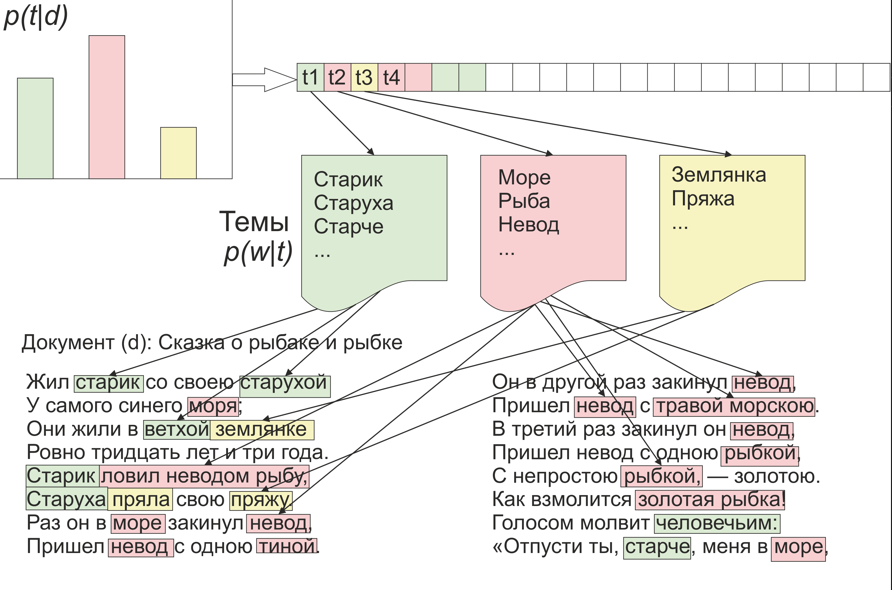 p(t|d)
t1 t2 t3 t4
Старик
Старуха
Старче
...
Море
Рыба
Невод
...
Землянка
Пряжа
...
Темы
p(w|t)
Документ (d): Сказка о рыбаке и рыбке
Жил старик со своею старухой
У самого синего моря;
Они жили в ветхой землянке
Ровно тридцать лет и три года.
Старик ловил неводом рыбу,
Старуха пряла свою пряжу.
Раз он в море закинул невод,
Пришел невод с одною тиной.
Он в другой раз закинул невод,
Пришел невод с травой морскою.
В третий раз закинул он невод,
Пришел невод с одною рыбкой,
С непростою рыбкой, — золотою.
Как взмолится золотая рыбка!
Голосом молвит человечьим:
«Отпусти ты, старче, меня в море,